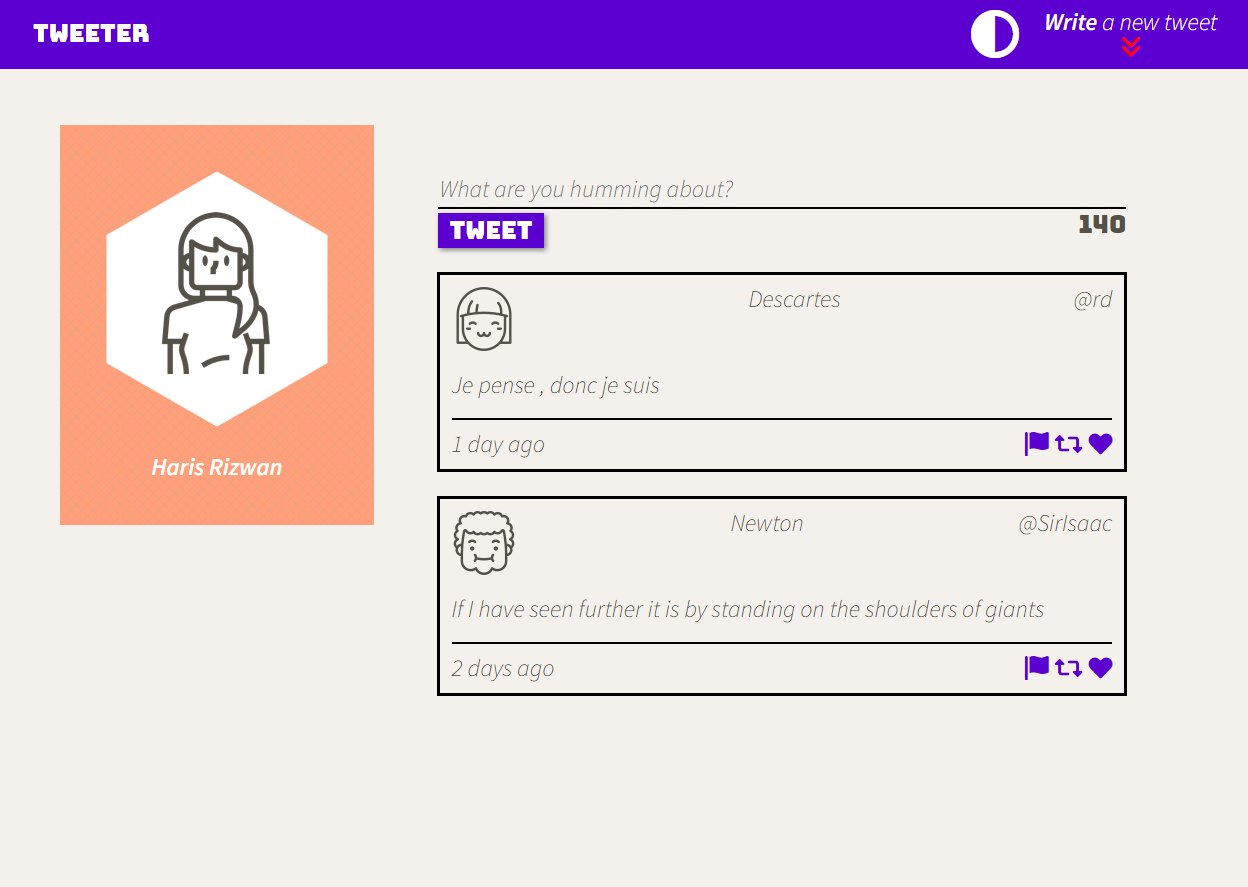 TWEETER
Write a new tweet
Haris Rizwan
What are you humming about?
TWEET
140
Descartes
@rd
Je pense , donc je suis
1 day ago
Newton
@SirIsaac
If I have seen further it is by standing on the shoulders of giants
2 days ago